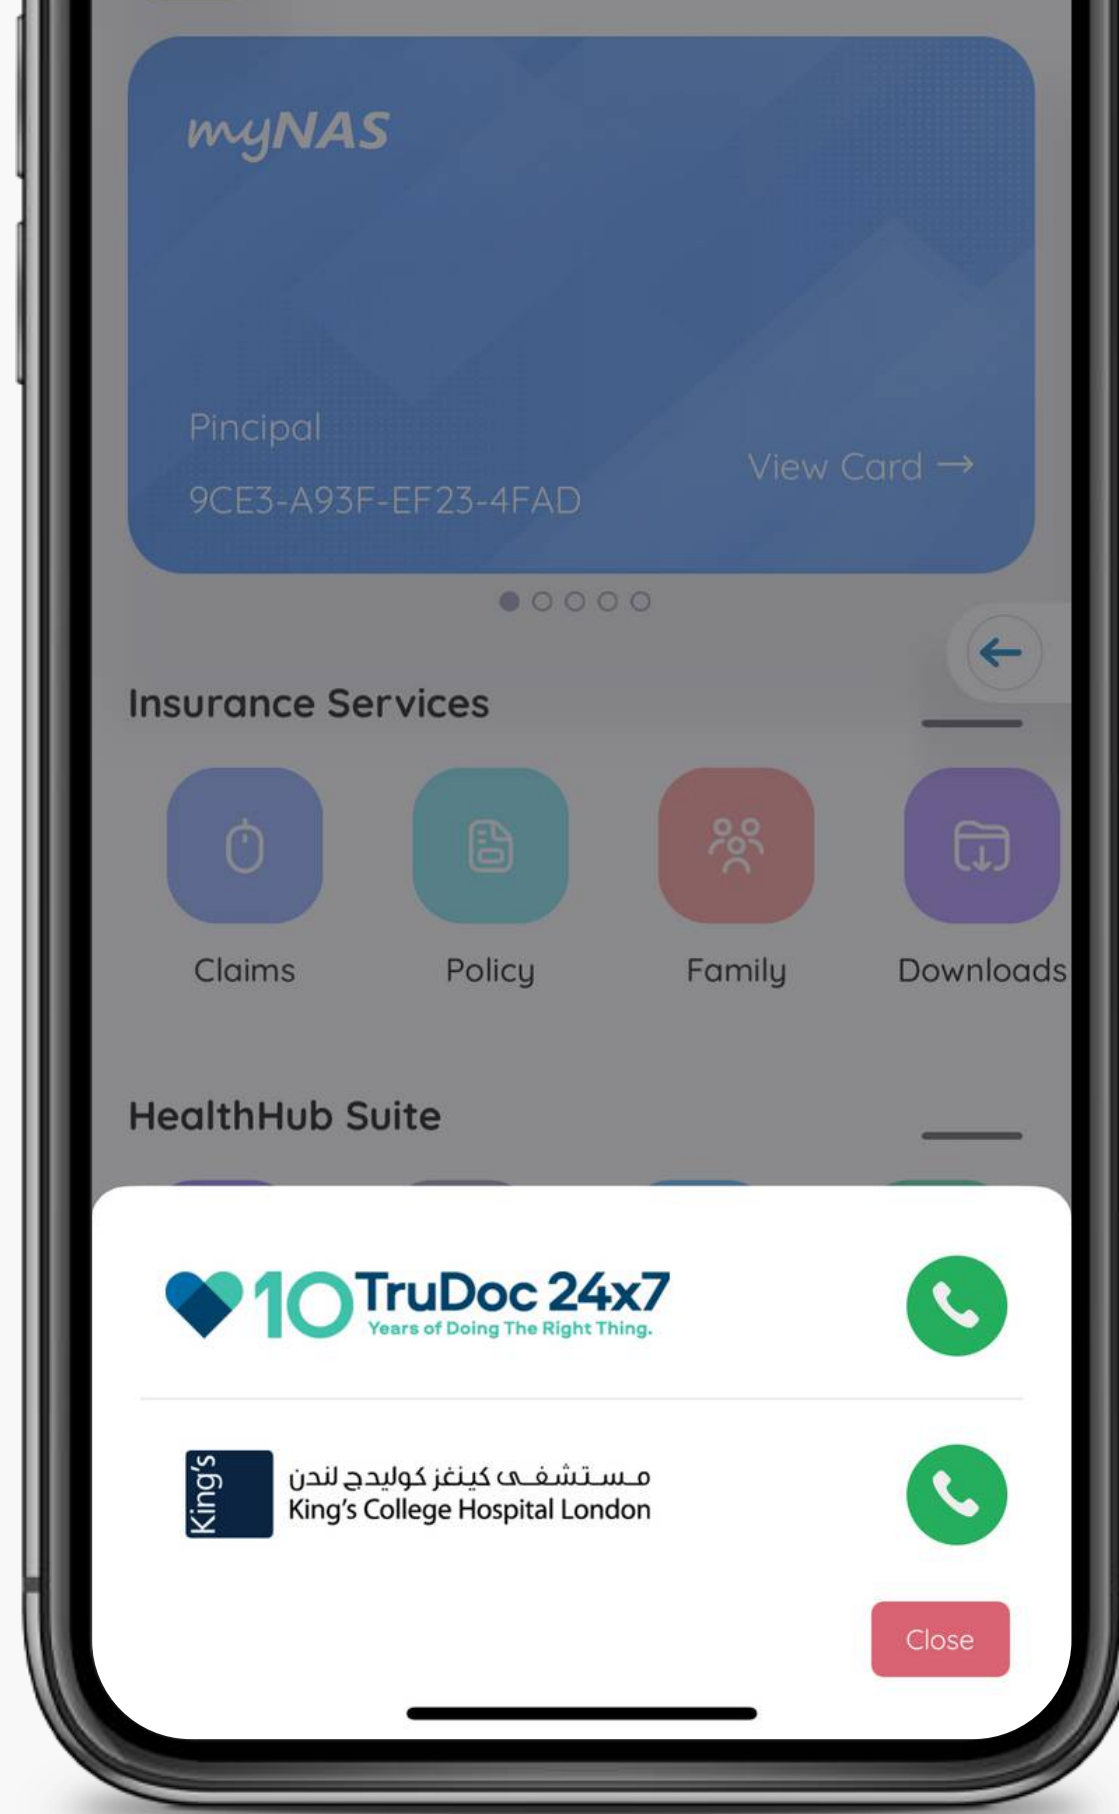 myNAS
Pincipal
9CE3-A93F-EF23-4FAD
View Card →
Insurance Services
Claims
Policy
Family
Downloads
HealthHub Suite
10
TruDoc 24x7
Years of Doing The Right Thing.
King's
مستشفى كينغز كوليدج لندن
King's College Hospital London
Close